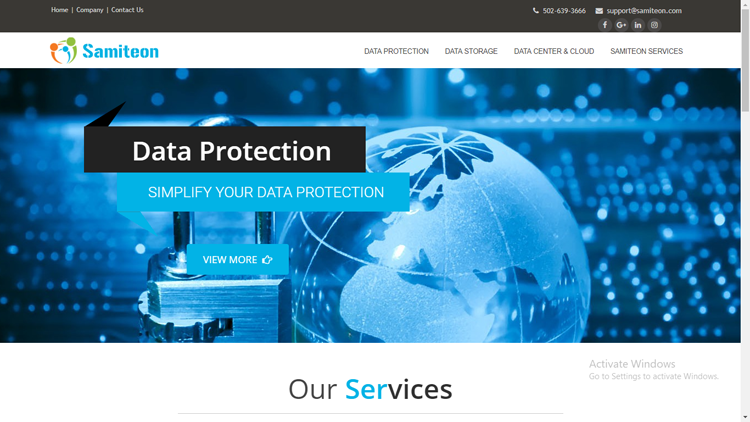 Home | Company | Contact Us
502-639-3666 support@samiteon.com
f G+ in
Samiteon
DATA PROTECTION DATA STORAGE DATA CENTER & CLOUD SAMITEON SERVICES
Data Protection
SIMPLIFY YOUR DATA PROTECTION
VIEW MORE
Our Services
Activate Windows
Go to Settings to activate Windows.